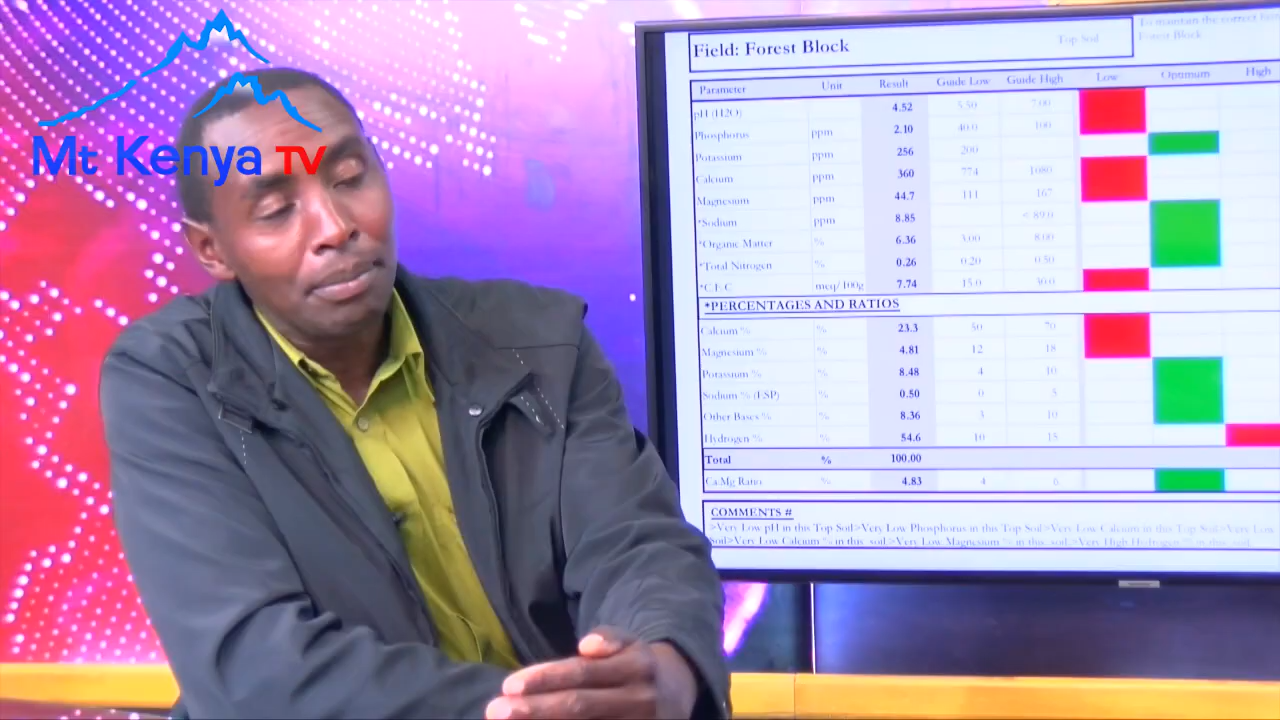 Mt Kenya TV
Field: Forest Block
Top Soil
To maintain the correct
Forest Block
Parameter Unit Result Guide Low Guide High Low Optimum High
pH (H2O) 4.52 5.50 7.00
Phosphorus ppm 2.10 40.0 100
Potassium ppm 256 200
Calcium ppm 360 774 1080
Magnesium ppm 44.7 111 167
*Sodium ppm 8.85 < 89.0
*Organic Matter % 6.36 3.00 8.00
*Total Nitrogen % 0.26 0.20 0.50
*C.E.C meq/100g 7.74 15.0 30.0
*PERCENTAGES AND RATIOS
Calcium % % 23.3 50 70
Magnesium % % 4.81 12 18
Potassium % % 8.48 4 10
Sodium % (ESP) % 0.50 0 5
Other Bases % % 8.36 3 10
Hydrogen % % 54.6 10 15
Total % 100.00
Ca:Mg Ratio % 4.83 4 6
COMMENTS #
>Very Low pH in this Top Soil>Very Low Phosphorus in this Top Soil>Very Low Calcium in this Top Soil>Very Low
Soil>Very Low Calcium % in this soil.>Very Low Magnesium % in this soil.>Very High Hydrogen % in this soil.